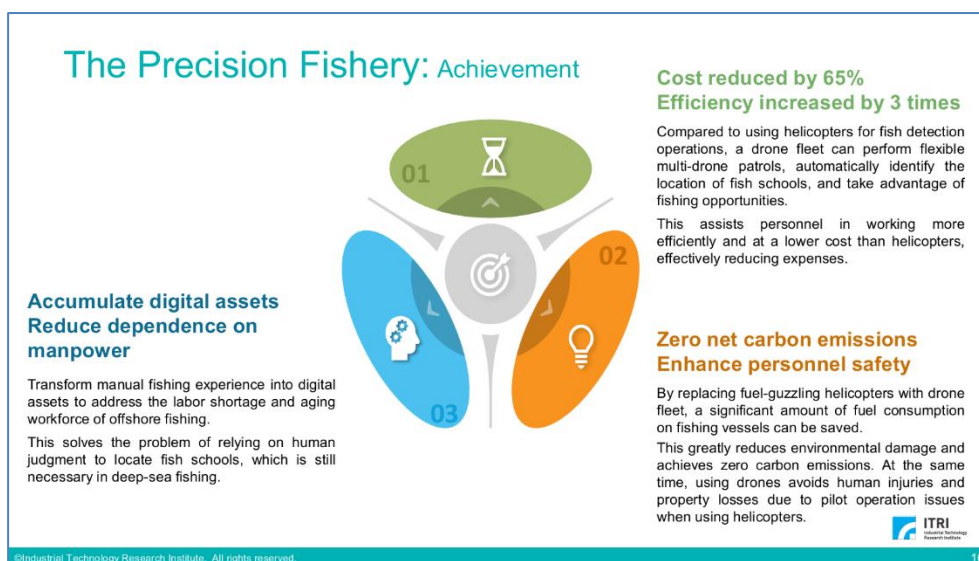 The Precision Fishery: Achievement
Cost reduced by 65%
Efficiency increased by 3 times
Compared to using helicopters for fish detection
operations, a drone fleet can perform flexible
multi-drone patrols, automatically identify the
location of fish schools, and take advantage of
fishing opportunities.
This assists personnel in working more
efficiently and at a lower cost than helicopters,
effectively reducing expenses.
01
02
03
Accumulate digital assets
Reduce dependence on
manpower
Transform manual fishing experience into digital
assets to address the labor shortage and aging
workforce of offshore fishing.
This solves the problem of relying on human
judgment to locate fish schools, which is still
necessary in deep-sea fishing.
Zero net carbon emissions
Enhance personnel safety
By replacing fuel-guzzling helicopters with drone
fleet, a significant amount of fuel consumption
on fishing vessels can be saved.
This greatly reduces environmental damage and
achieves zero carbon emissions. At the same
time, using drones avoids human injuries and
property losses due to pilot operation issues
when using helicopters.
ITRI
Industrial Technology
Research Institute
©Industrial Technology Research Institute. All rights reserved